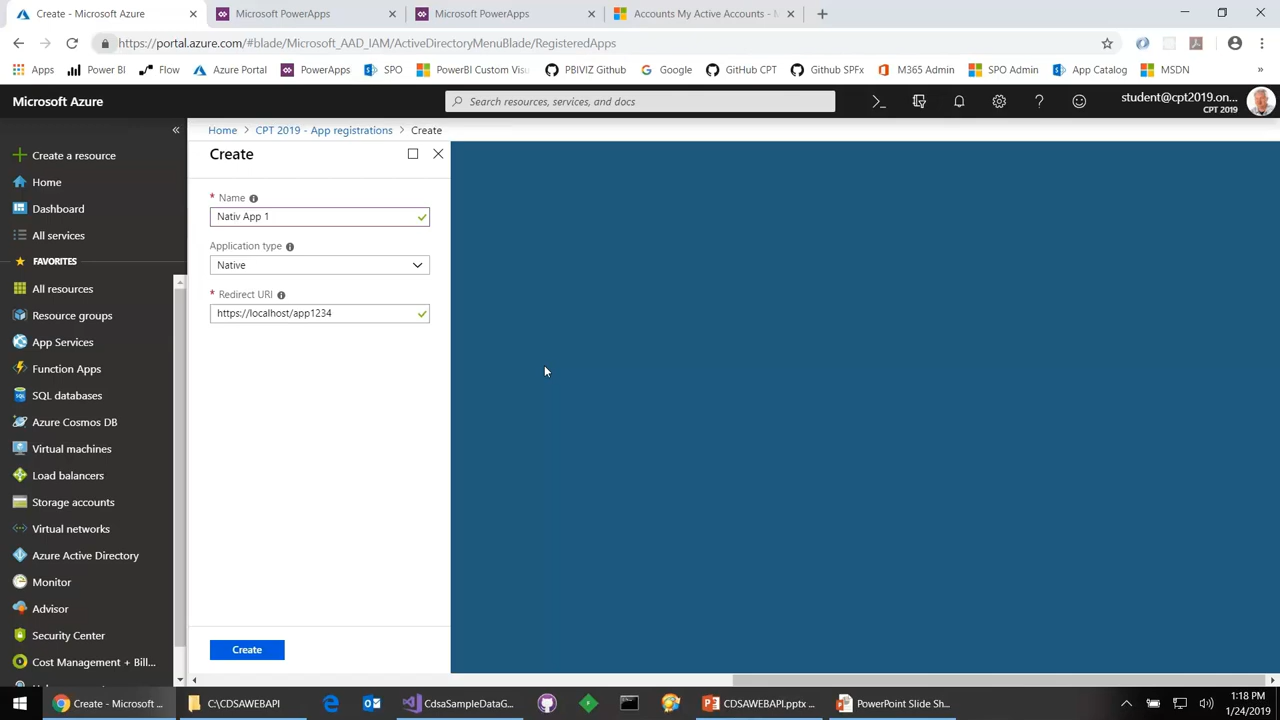 Create - Microsoft Azure
Microsoft PowerApps
Microsoft PowerApps
Accounts My Active Accounts - M
https://portal.azure.com/#blade/Microsoft_AAD_IAM/ActiveDirectoryMenuBlade/RegisteredApps
Apps
Power BI
Flow
Azure Portal
PowerApps
SPO
PowerBI Custom Visu
PBIVIZ Github
Google
GitHub CPT
Github SPFx
M365 Admin
SPO Admin
App Catalog
MSDN
»
Microsoft Azure
Search resources, services, and docs
student@cpt2019.on...
CPT 2019
«
Home > CPT 2019 - App registrations > Create
Create a resource
Home
Dashboard
All services
FAVORITES
All resources
Resource groups
App Services
Function Apps
SQL databases
Azure Cosmos DB
Virtual machines
Load balancers
Storage accounts
Virtual networks
Azure Active Directory
Monitor
Advisor
Security Center
Cost Management + Bill...
Create
* Name
Nativ App 1
Application type
Native
* Redirect URI
https://localhost/app1234
Create
Create - Microsoft ...
C:\CDSAWEBAPI
CdsaSampleDataG...
CDSAWEBAPI.pptx ...
PowerPoint Slide Sh...
1:18 PM
1/24/2019